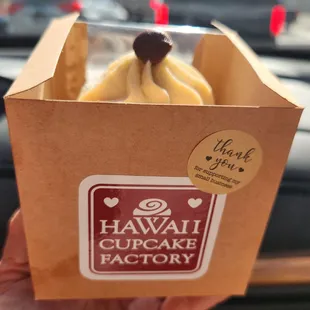 thank
you
for supporting my
small business
HAWAII
CUPCAKE
FACTORY